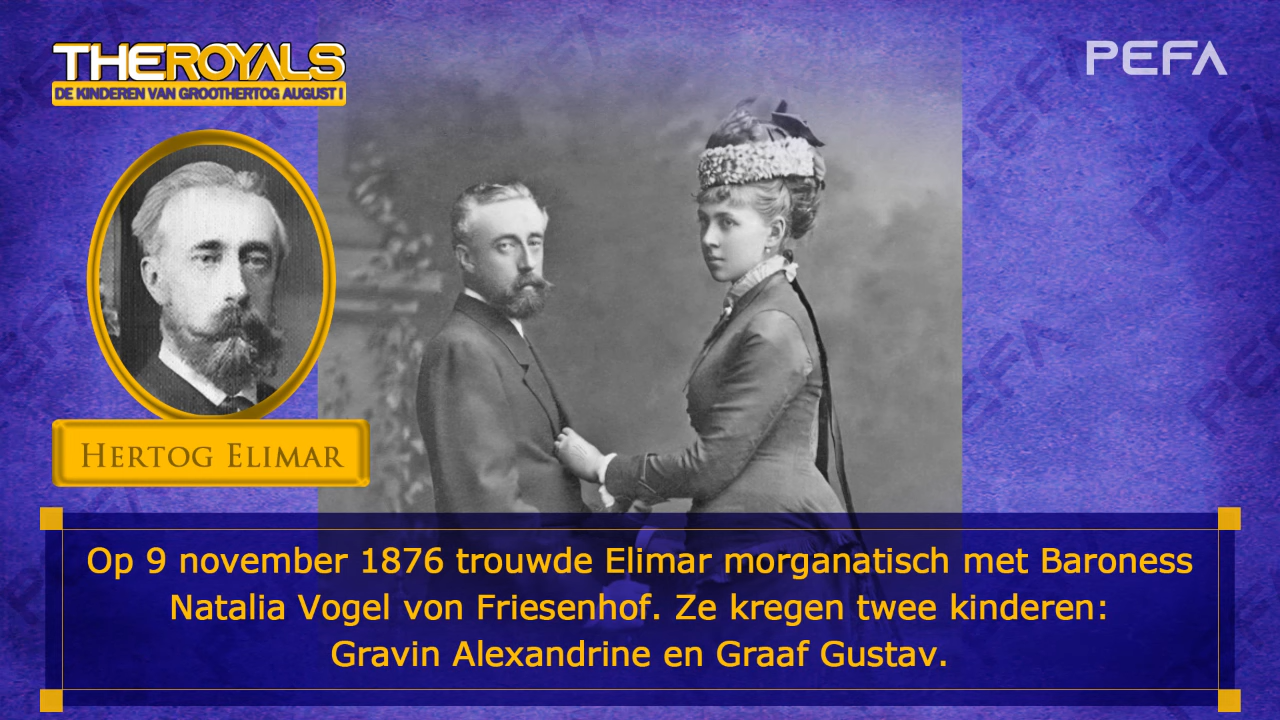 THEROYALS
DE KINDEREN VAN GROOTHERTOG AUGUST I
PEFA
HERTOG ELIMAR
Op 9 november 1876 trouwde Elimar morganatisch met Baroness
Natalia Vogel von Friesenhof. Ze kregen twee kinderen:
Gravin Alexandrine en Graaf Gustav.